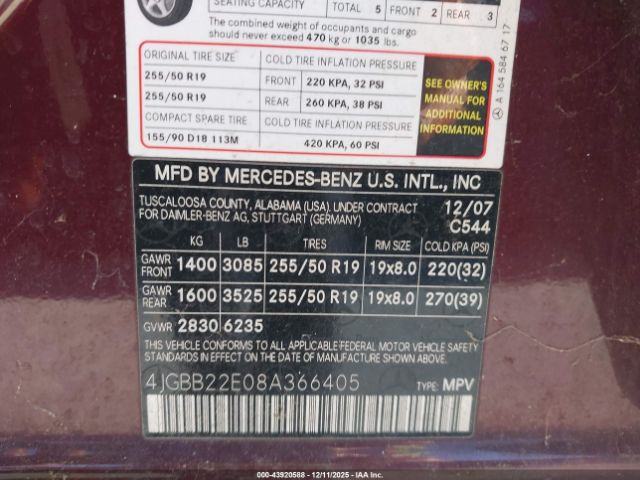 SEATING CAPACITY TOTAL 5 FRONT 2 REAR 3
The combined weight of occupants and cargo
should never exceed 470 kg or 1035 lbs.
ORIGINAL TIRE SIZE COLD TIRE INFLATION PRESSURE
255/50 R19 FRONT 220 KPA, 32 PSI
255/50 R19 REAR 260 KPA, 38 PSI
COMPACT SPARE TIRE COLD TIRE INFLATION PRESSURE
155/90 D18 113M 420 KPA, 60 PSI
SEE OWNER'S
MANUAL FOR
ADDITIONAL
INFORMATION
A 164 584 67 17
MFD BY MERCEDES-BENZ U.S. INTL., INC
TUSCALOOSA COUNTY, ALABAMA (USA), UNDER CONTRACT 12/07
FOR DAIMLER-BENZ AG, STUTTGART (GERMANY) C544
KG LB TIRES RIM SIZE COLD KPA (PSI)
GAWR FRONT 1400 3085 255/50 R19 19x8.0 220(32)
GAWR REAR 1600 3525 255/50 R19 19x8.0 270(39)
GVWR 2830 6235
THIS VEHICLE CONFORMS TO ALL APPLICABLE FEDERAL MOTOR VEHICLE SAFETY
STANDARDS IN EFFECT ON THE DATE OF MANUFACTURE SHOWN ABOVE.
4JGBB22E08A366405 TYPE: MPV
000-43920588 - 12/11/2025 - IAAI, Inc.